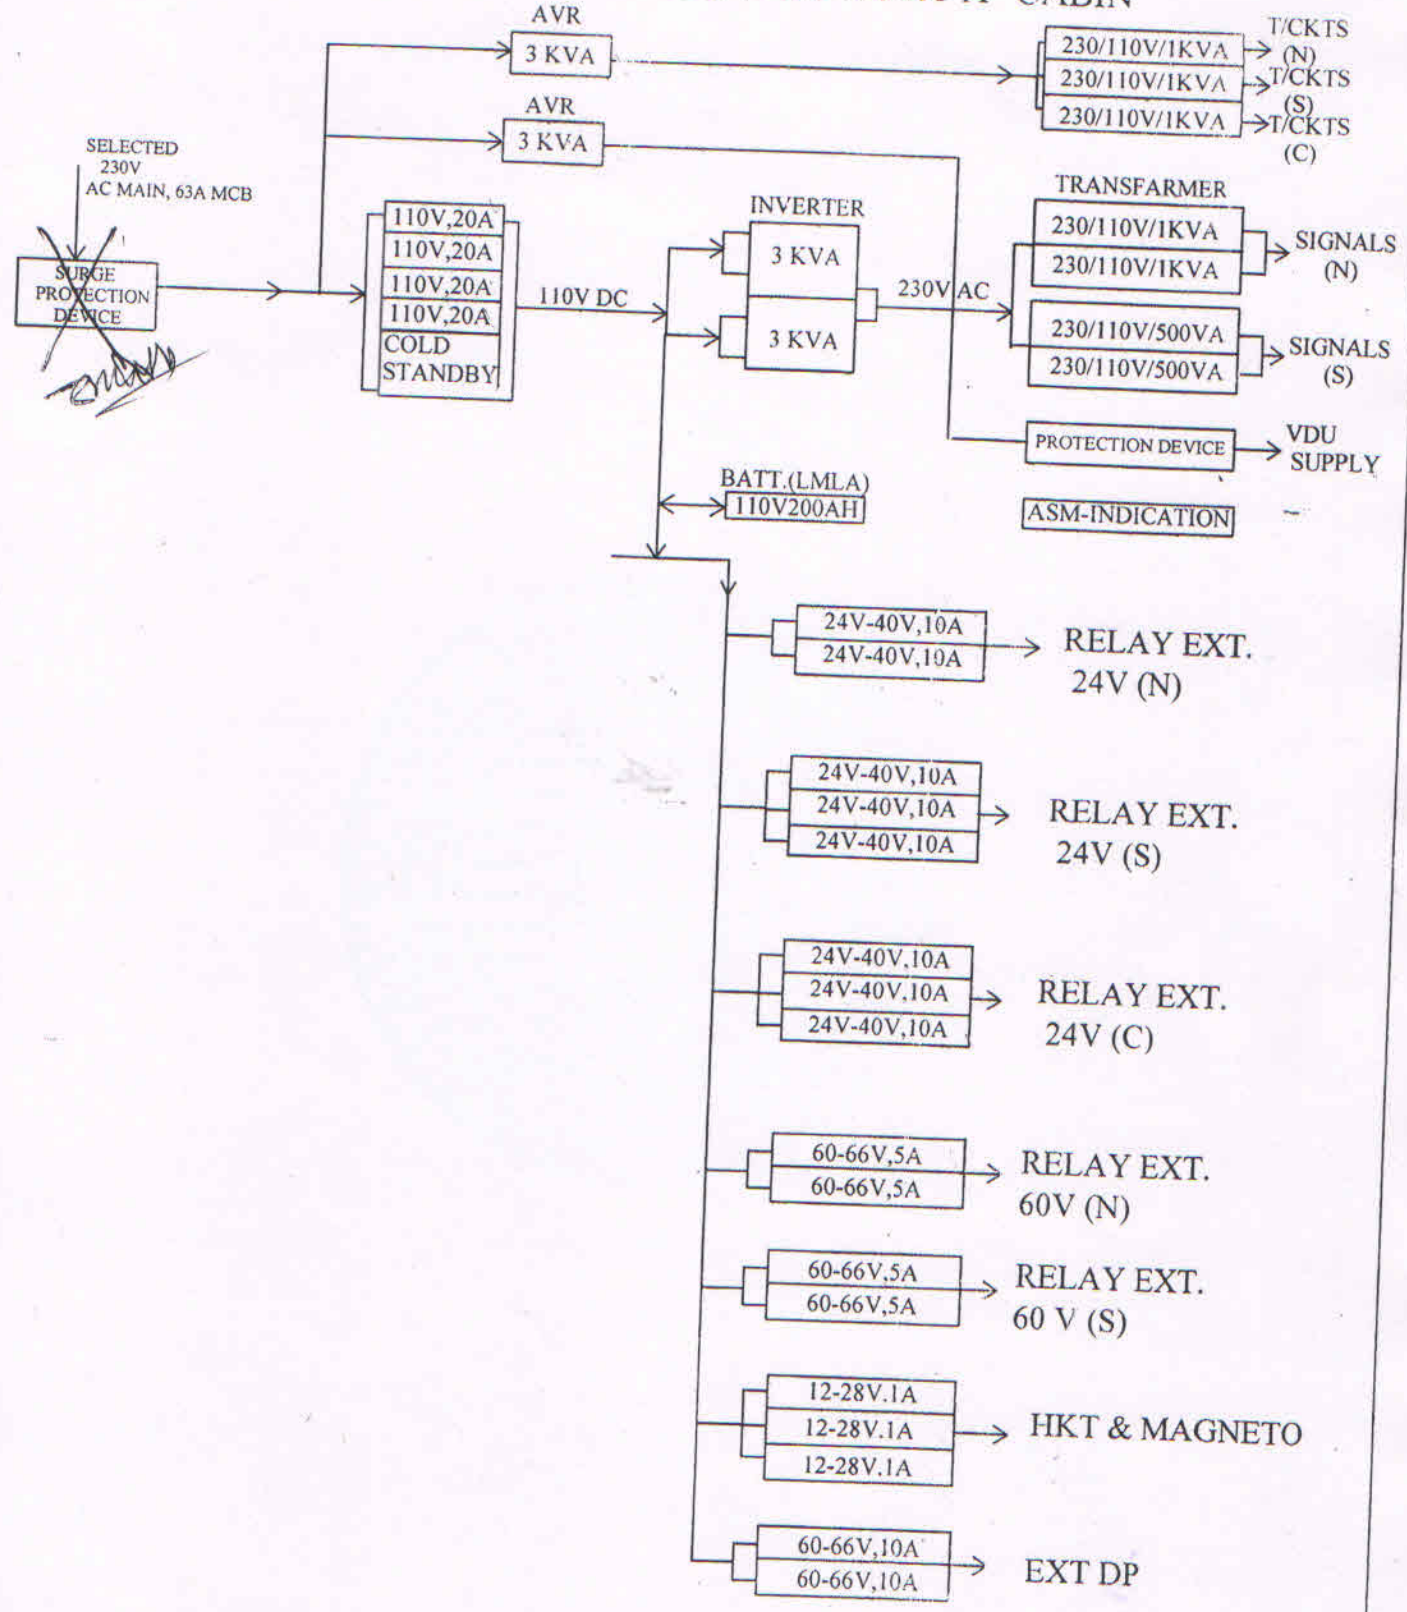 CABIN
AVR
3 KVA
230/110V/1KVA
230/110V/1KVA
230/110V/1KVA
T/CKTS
(N)
T/CKTS
(S)
T/CKTS
(C)
AVR
3 KVA
SELECTED
230V
AC MAIN, 63A MCB
SURGE
PROTECTION
DEVICE
110V,20A
110V,20A
110V,20A
110V,20A
COLD
STANDBY
110V DC
INVERTER
3 KVA
3 KVA
230V AC
TRANSFARMER
230/110V/1KVA
230/110V/1KVA
SIGNALS
(N)
230/110V/500VA
230/110V/500VA
SIGNALS
(S)
PROTECTION DEVICE
VDU
SUPPLY
BATT.(LMLA)
110V200AH
ASM-INDICATION
24V-40V,10A
24V-40V,10A
RELAY EXT.
24V (N)
24V-40V,10A
24V-40V,10A
24V-40V,10A
RELAY EXT.
24V (S)
24V-40V,10A
24V-40V,10A
24V-40V,10A
RELAY EXT.
24V (C)
60-66V,5A
60-66V,5A
RELAY EXT.
60V (N)
60-66V,5A
60-66V,5A
RELAY EXT.
60 V (S)
12-28V.1A
12-28V.1A
12-28V.1A
HKT & MAGNETO
60-66V,10A
60-66V,10A
EXT DP